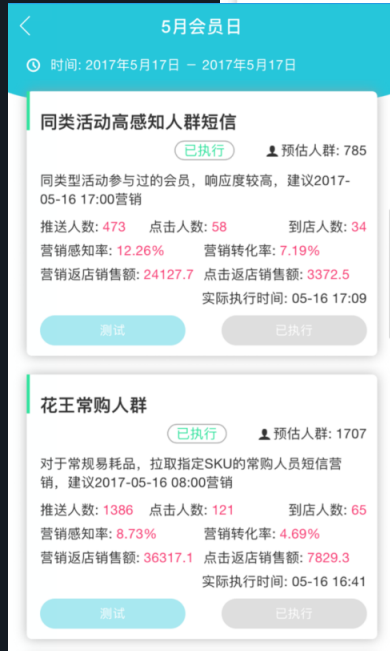 5月会员日
时间: 2017年5月17日 － 2017年5月17日
同类活动高感知人群短信
已执行 预估人群: 785
同类型活动参与过的会员，响应度较高，建议2017-
05-16 17:00营销
推送人数: 473 点击人数: 58 到店人数: 34
营销感知率: 12.26% 营销转化率: 7.19%
营销返店销售额: 24127.7 点击返店销售额: 3372.5
实际执行时间: 05-16 17:09
测试 已执行
花王常购人群
已执行 预估人群: 1707
对于常规易耗品，拉取指定SKU的常购人员短信营
销，建议2017-05-16 08:00营销
推送人数: 1386 点击人数: 121 到店人数: 65
营销感知率: 8.73% 营销转化率: 4.69%
营销返店销售额: 36317.1 点击返店销售额: 7829.3
实际执行时间: 05-16 16:41
测试 已执行